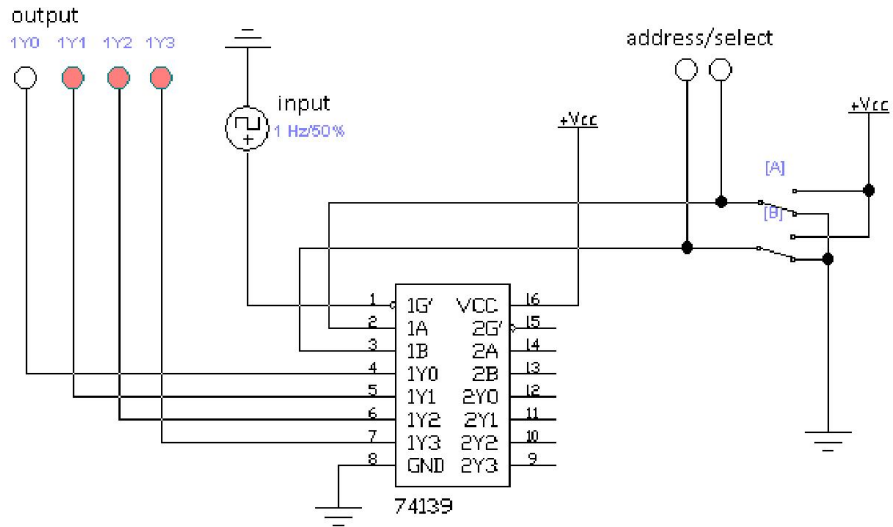 output
1Y0 1Y1 1Y2 1Y3
address/select
input
1 Hz/50%
+Vcc
+Vcc
[A]
[B]
1 1G' VCC 16
2 1A 2G' 15
3 1B 2A 14
4 1Y0 2B 13
5 1Y1 2Y0 12
6 1Y2 2Y1 11
7 1Y3 2Y2 10
8 GND 2Y3 9
74139